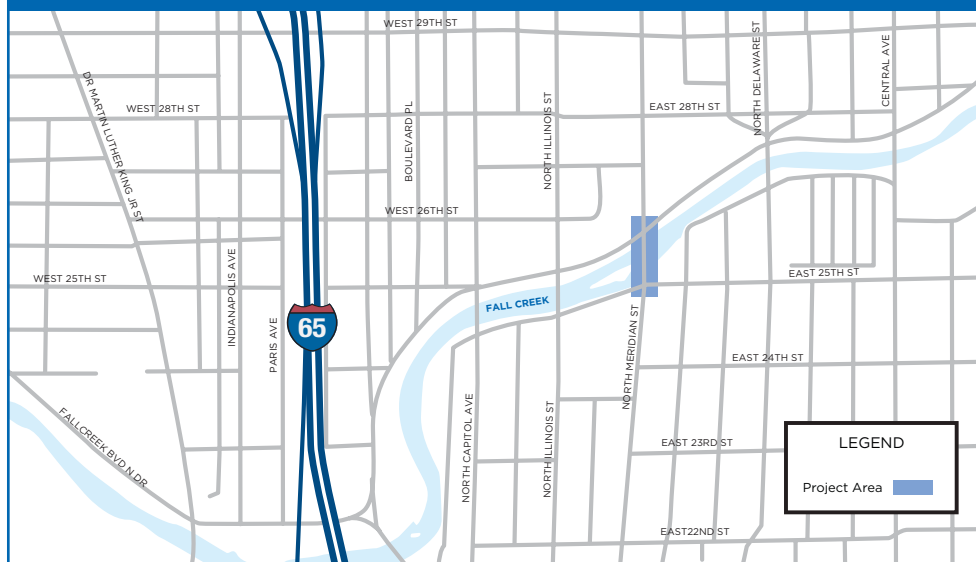 WEST 29TH ST
DR MARTIN LUTHER KING JR ST
WEST 28TH ST
BOULEVARD PL
NORTH ILLINOIS ST
EAST 28TH ST
NORTH DELAWARE ST
CENTRAL AVE
WEST 26TH ST
WEST 25TH ST
INDIANAPOLIS AVE
PARIS AVE
65
FALL CREEK
EAST 25TH ST
NORTH MERIDIAN ST
EAST 24TH ST
FALLCREEK BVD N DR
NORTH CAPITOL AVE
NORTH ILLINOIS ST
EAST 23RD ST
EAST22ND ST
LEGEND
Project Area